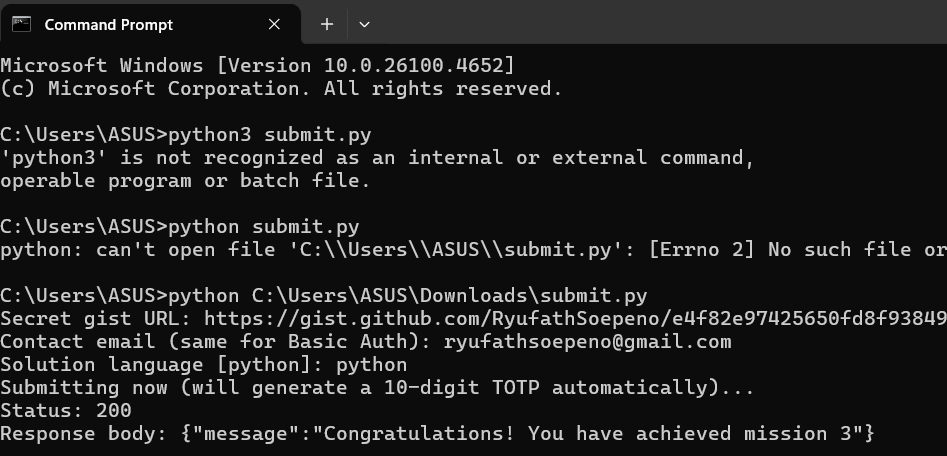 Command Prompt
Microsoft Windows [Version 10.0.26100.4652]
(c) Microsoft Corporation. All rights reserved.
C:\Users\ASUS>python3 submit.py
'python3' is not recognized as an internal or external command,
operable program or batch file.
C:\Users\ASUS>python submit.py
python: can't open file 'C:\\Users\\ASUS\\submit.py': [Errno 2] No such file or
C:\Users\ASUS>python C:\Users\ASUS\Downloads\submit.py
Secret gist URL: https://gist.github.com/RyufathSoepeno/e4f82e97425650fd8f93849
Contact email (same for Basic Auth): ryufathsoepeno@gmail.com
Solution language [python]: python
Submitting now (will generate a 10-digit TOTP automatically)...
Status: 200
Response body: {"message":"Congratulations! You have achieved mission 3"}